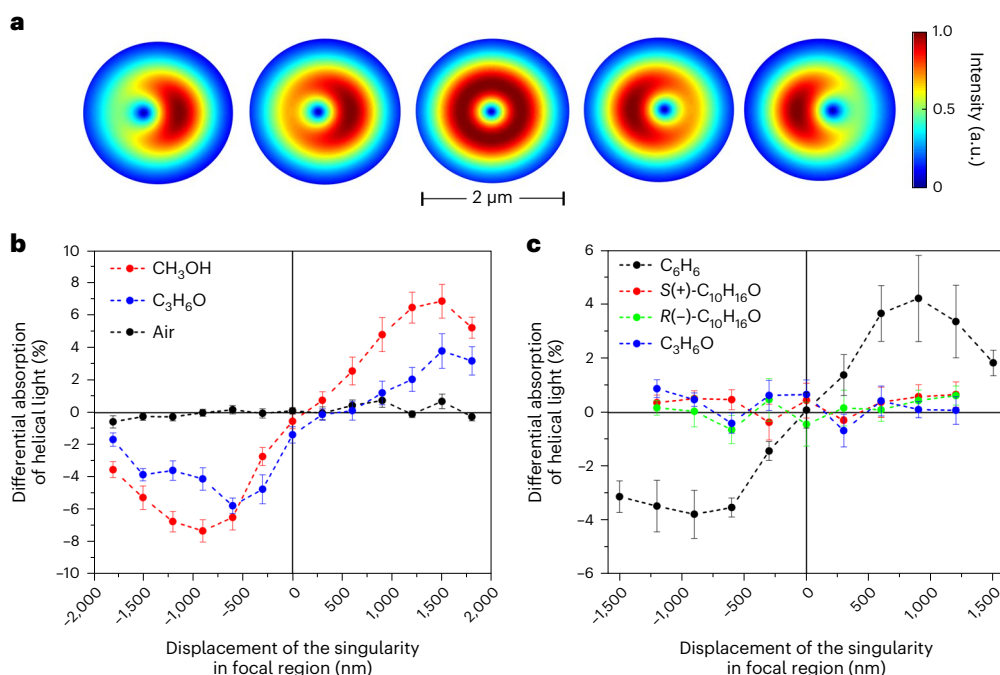 a
1.0
0.5
0
Intensity (a.u.)
2 μm
b
10
8
6
4
2
0
–2
–4
–6
–8
–10
Differential absorption
of helical light (%)
CH₃OH
C₃H₆O
Air
–2,000
–1,500
–1,000
–500
0
500
1,000
1,500
2,000
Displacement of the singularity
in focal region (nm)
c
6
4
2
0
–2
–4
–6
Differential absorption
of helical light (%)
C₆H₆
S(+)-C₁₀H₁₆O
R(–)-C₁₀H₁₆O
C₃H₆O
–1,500
–1,000
–500
0
500
1,000
1,500
Displacement of the singularity
in focal region (nm)